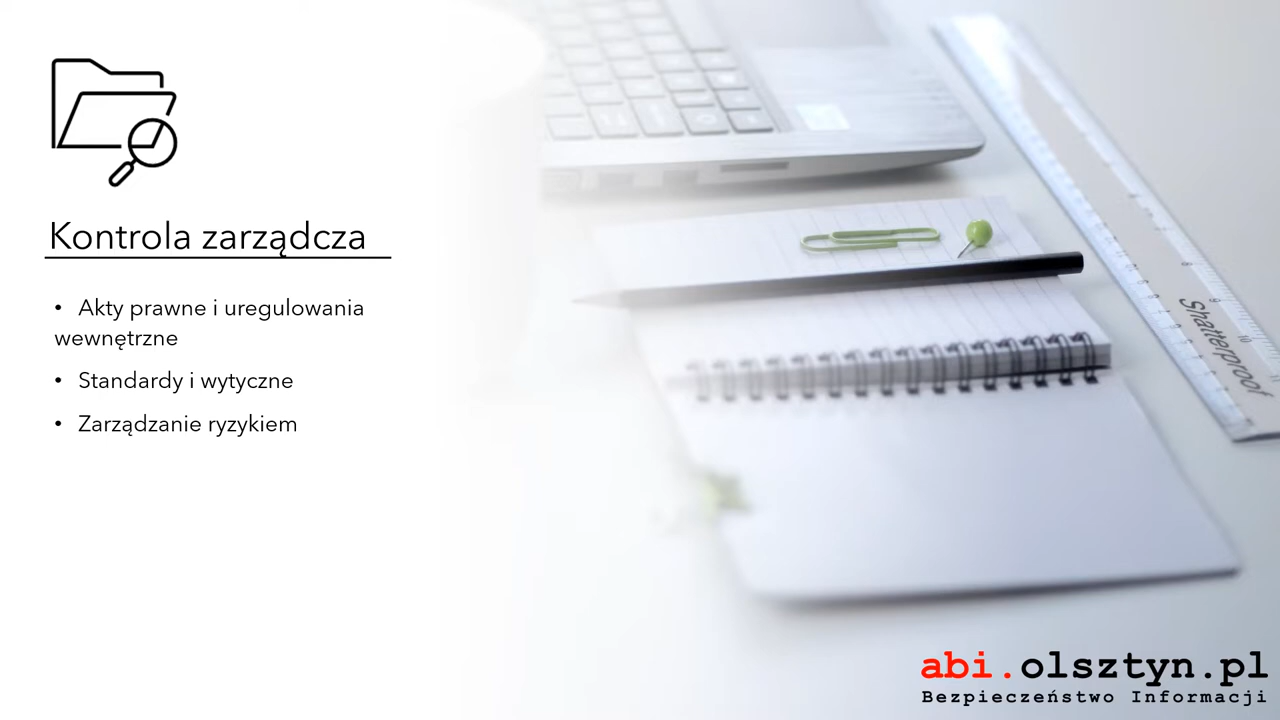 Kontrola zarządcza
• Akty prawne i uregulowania
wewnętrzne
• Standardy i wytyczne
• Zarządzanie ryzykiem
Shatterproof
abi.olsztyn.pl
Bezpieczeństwo Informacji